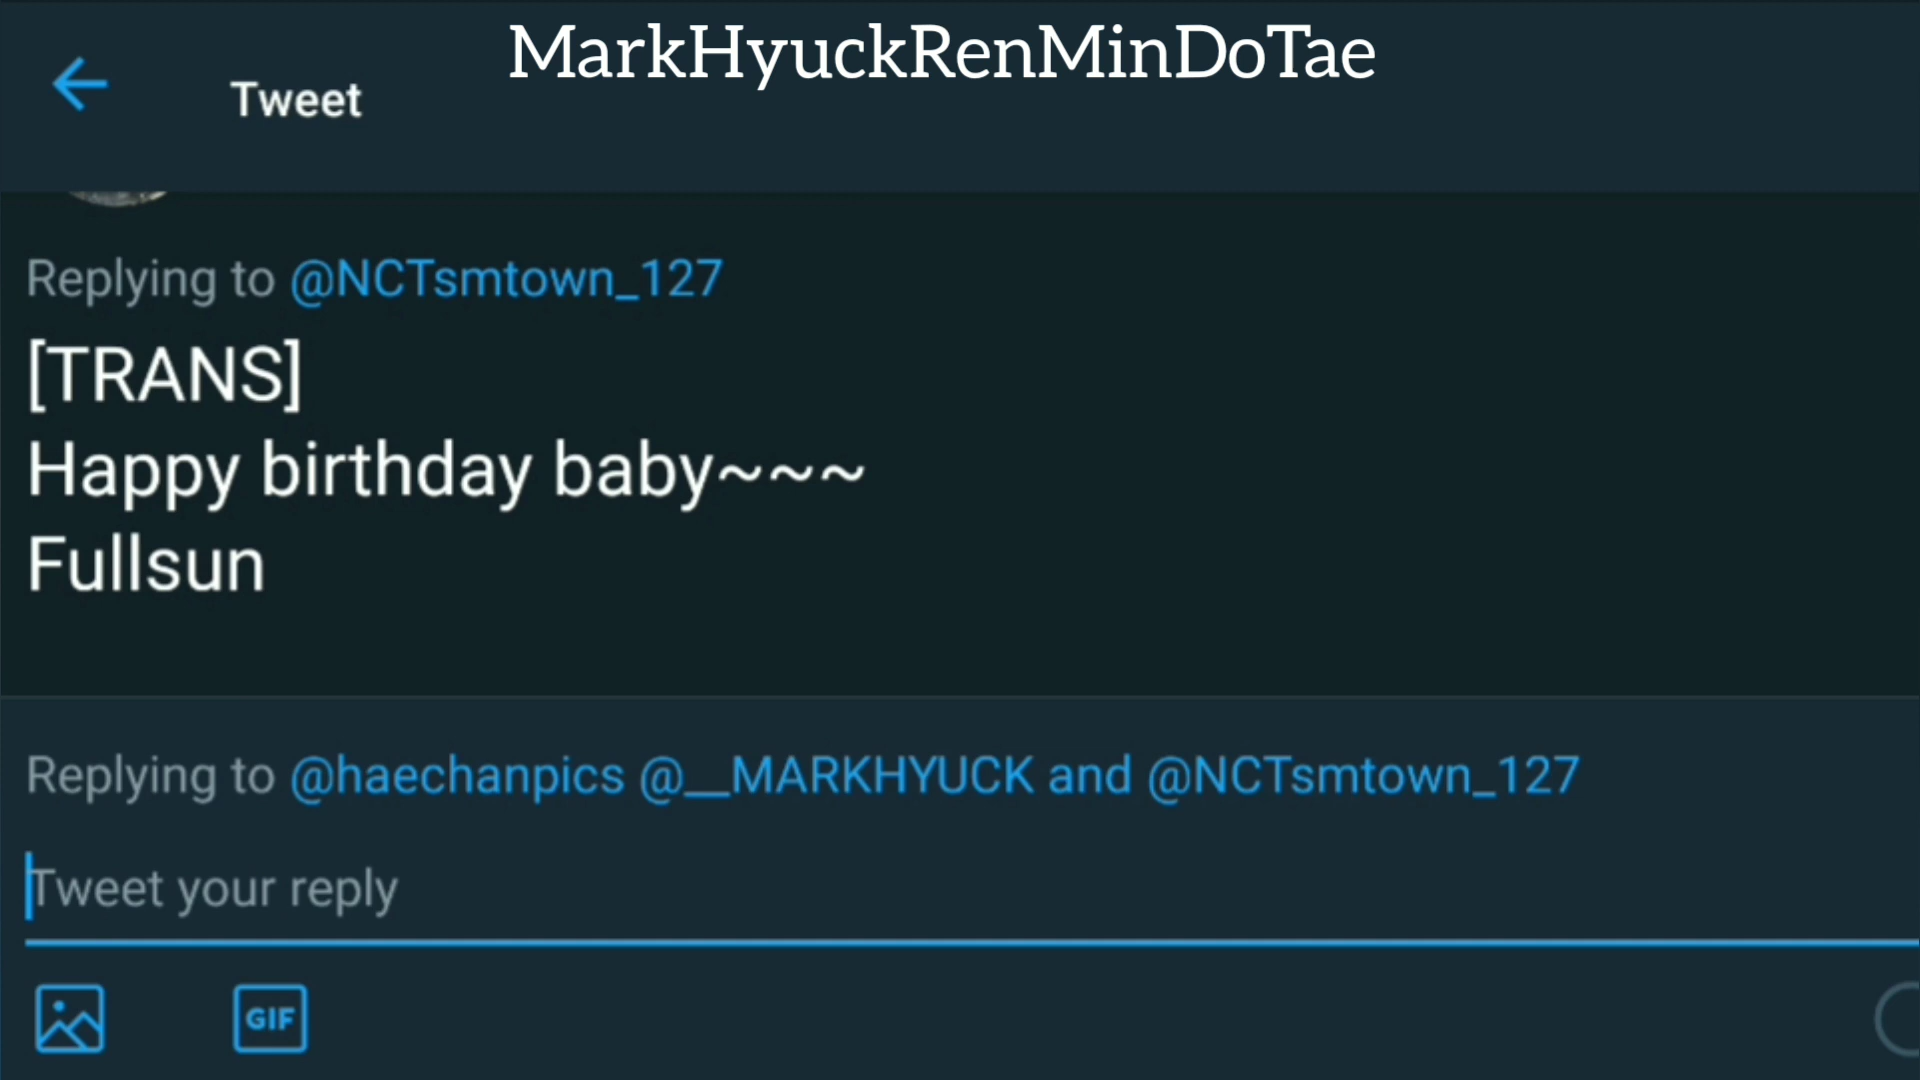 MarkHyuckRenMinDoTae
Tweet
Replying to @NCTsmtown_127
[TRANS]
Happy birthday baby~~~
Fullsun
Replying to @haechanpics @__MARKHYUCK and @NCTsmtown_127
Tweet your reply
GIF